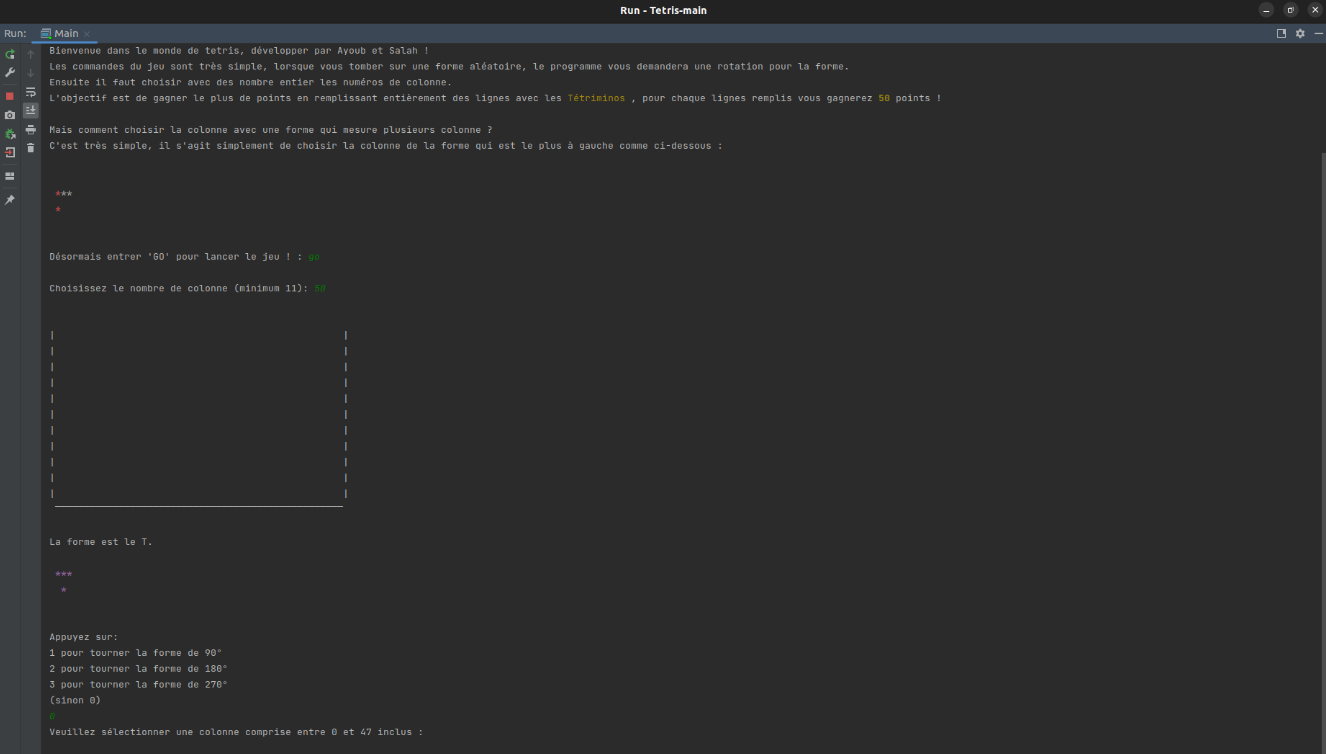 Run - Tetris-main
Run: Main
Bienvenue dans le monde de tetris, développer par Ayoub et Salah !
Les commandes du jeu sont très simple, lorsque vous tomber sur une forme aléatoire, le programme vous demandera une rotation pour la forme.
Ensuite il faut choisir avec des nombre entier les numéros de colonne.
L'objectif est de gagner le plus de points en remplissant entièrement des lignes avec les Tétriminos , pour chaque lignes remplis vous gagnerez 50 points !
Mais comment choisir la colonne avec une forme qui mesure plusieurs colonne ?
C'est très simple, il s'agit simplement de choisir la colonne de la forme qui est le plus à gauche comme ci-dessous :
***
*
Désormais entrer 'GO' pour lancer le jeu ! : go
Choisissez le nombre de colonne (minimum 11): 50
| |
| |
| |
| |
| |
| |
| |
| |
| |
| |
| |
La forme est le T.
***
*
Appuyez sur:
1 pour tourner la forme de 90°
2 pour tourner la forme de 180°
3 pour tourner la forme de 270°
(sinon 0)
0
Veuillez sélectionner une colonne comprise entre 0 et 47 inclus :